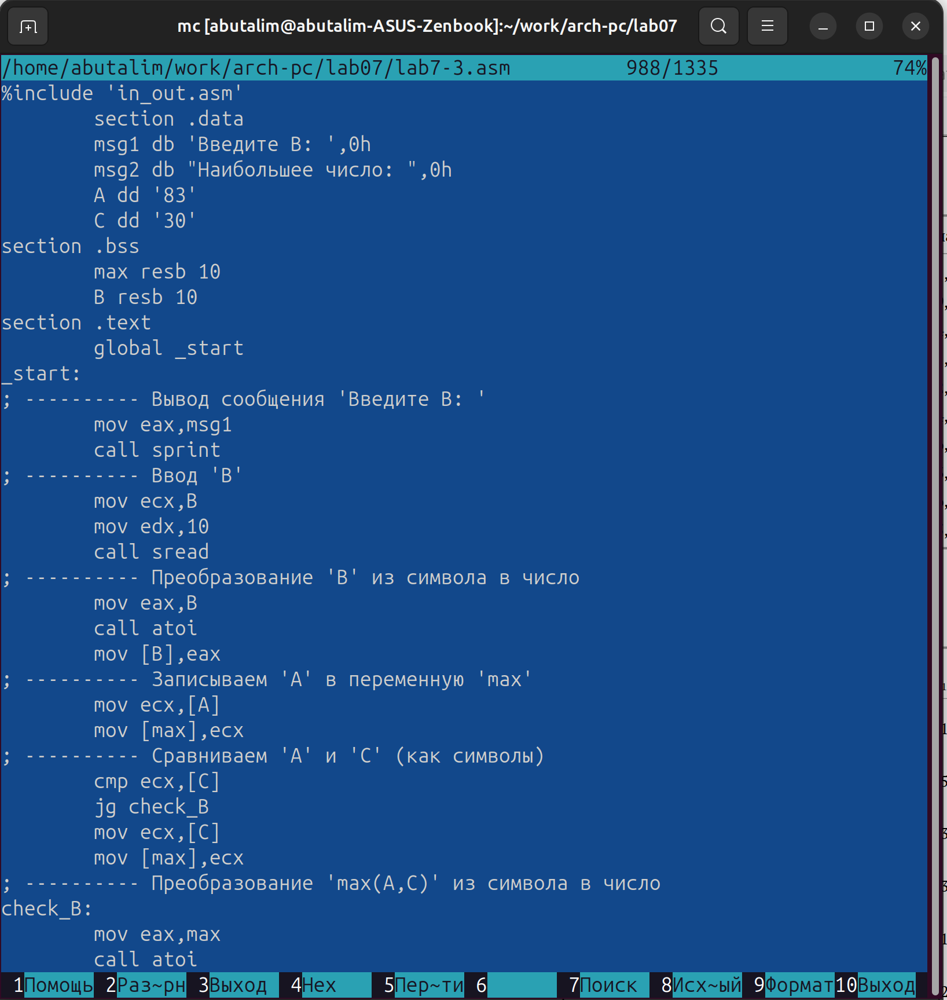 mc [abutalim@abutalim-ASUS-Zenbook]:~/work/arch-pc/lab07
/home/abutalim/work/arch-pc/lab07/lab7-3.asm 988/1335 74%
%include 'in_out.asm'
section .data
msg1 db 'Введите B: ',0h
msg2 db "Наибольшее число: ",0h
A dd '83'
C dd '30'
section .bss
max resb 10
B resb 10
section .text
global _start
_start:
; ---------- Вывод сообщения 'Введите B: '
mov eax,msg1
call sprint
; ---------- Ввод 'B'
mov ecx,B
mov edx,10
call sread
; ---------- Преобразование 'B' из символа в число
mov eax,B
call atoi
mov [B],eax
; ---------- Записываем 'A' в переменную 'max'
mov ecx,[A]
mov [max],ecx
; ---------- Сравниваем 'A' и 'C' (как символы)
cmp ecx,[C]
jg check_B
mov ecx,[C]
mov [max],ecx
; ---------- Преобразование 'max(A,C)' из символа в число
check_B:
mov eax,max
call atoi
1Помощь 2Раз~рн 3Выход 4Hex 5Пер~ти 6 7Поиск 8Исх~ый 9Формат 10Выход